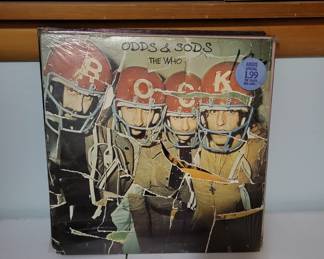 ODDS & SODS
THE WHO
R O C K
1.99